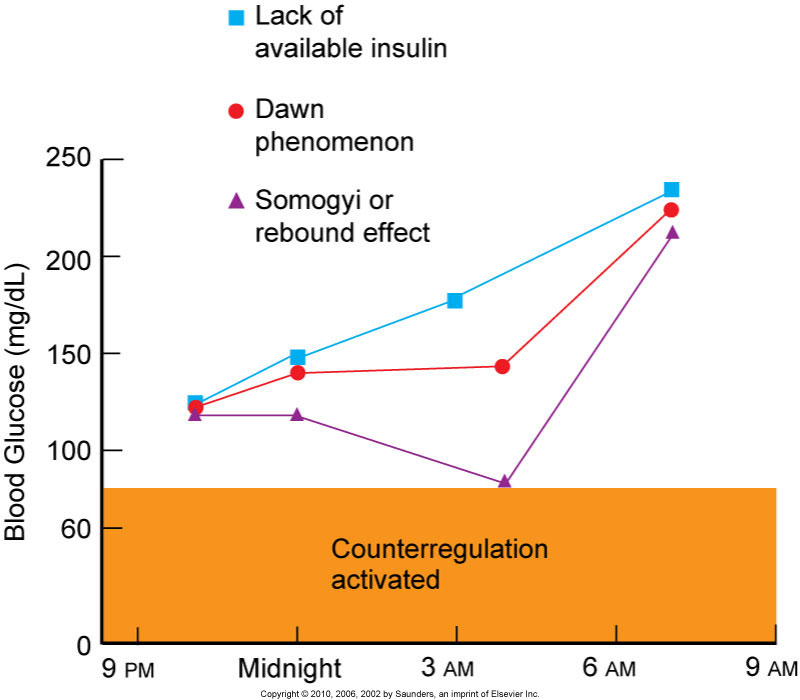 Lack of
available insulin
Dawn
phenomenon
Somogyi or
rebound effect
Blood Glucose (mg/dL)
250
200
150
100
60
0
Counterregulation
activated
9 PM
Midnight
3 AM
6 AM
9 AM
Copyright © 2010, 2006, 2002 by Saunders, an imprint of Elsevier Inc.